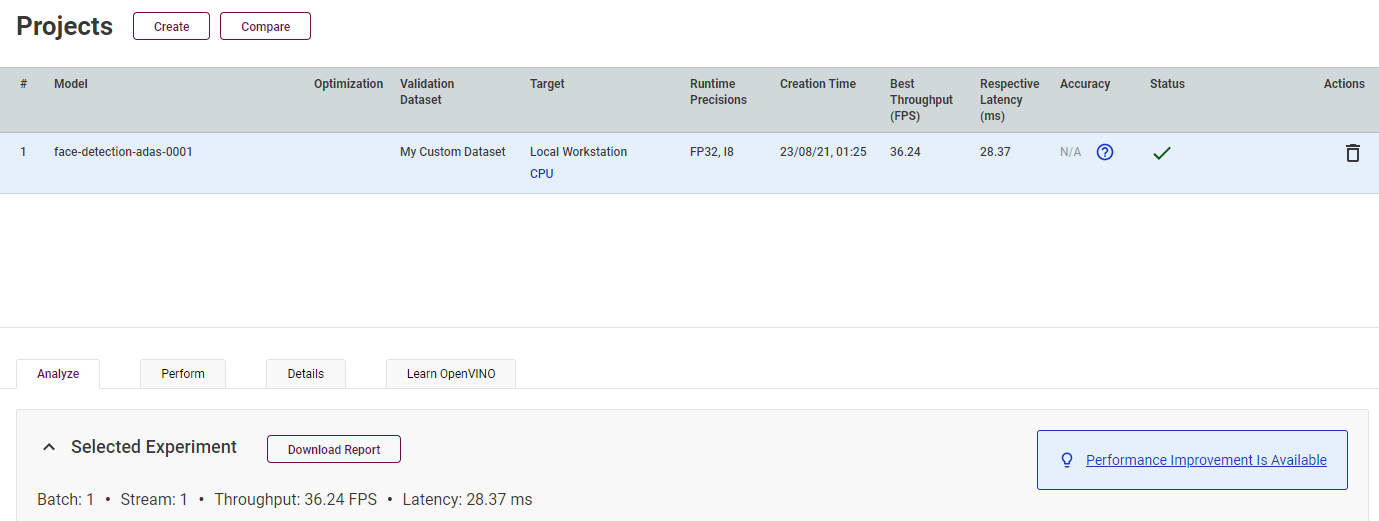 Projects Create Compare
# Model Optimization Validation Dataset Target Runtime Precisions Creation Time Best Throughput (FPS) Respective Latency (ms) Accuracy Status Actions
1 face-detection-adas-0001 My Custom Dataset Local Workstation FP32, I8 23/08/21, 01:25 36.24 28.37 N/A ?
CPU
Analyze Perform Details Learn OpenVINO
Selected Experiment Download Report Performance Improvement Is Available
Batch: 1 • Stream: 1 • Throughput: 36.24 FPS • Latency: 28.37 ms